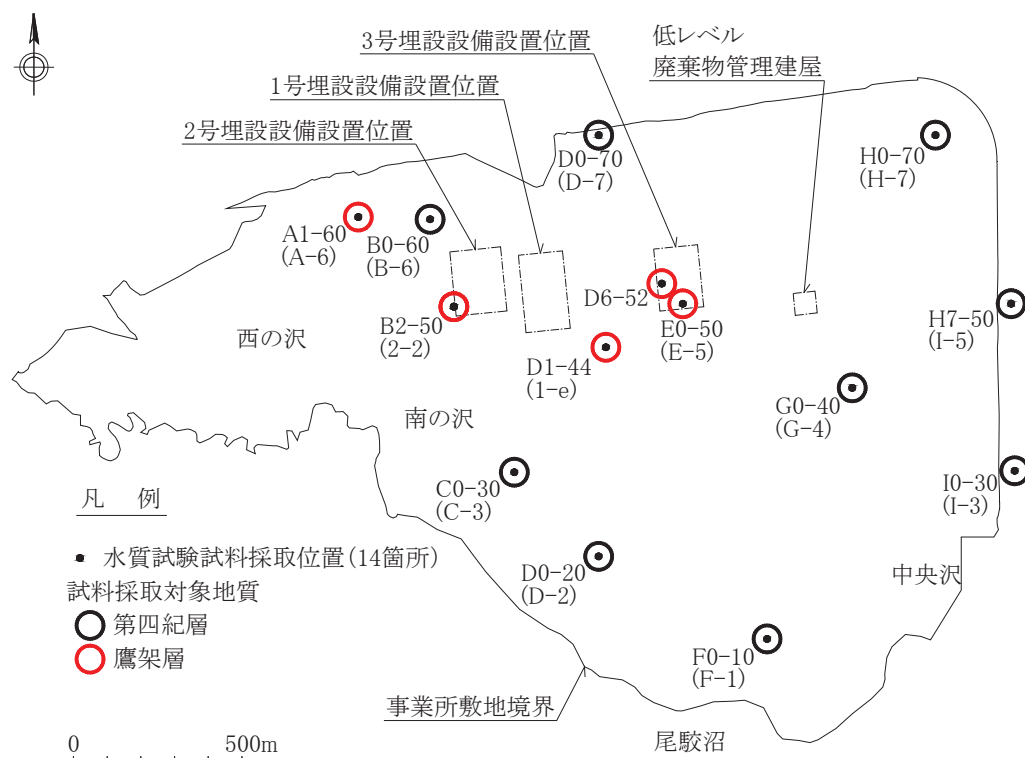 3号埋設設備設置位置
低レベル
廃棄物管理建屋
1号埋設設備設置位置
2号埋設設備設置位置
D0-70
(D-7)
H0-70
(H-7)
A1-60
(A-6)
B0-60
(B-6)
D6-52
B2-50
(2-2)
E0-50
(E-5)
H7-50
(I-5)
西の沢
D1-44
(1-e)
G0-40
(G-4)
南の沢
C0-30
(C-3)
I0-30
(I-3)
凡 例
水質試験試料採取位置(14箇所)
試料採取対象地質
第四紀層
鷹架層
D0-20
(D-2)
中央沢
F0-10
(F-1)
事業所敷地境界
尾駮沼
0 500m